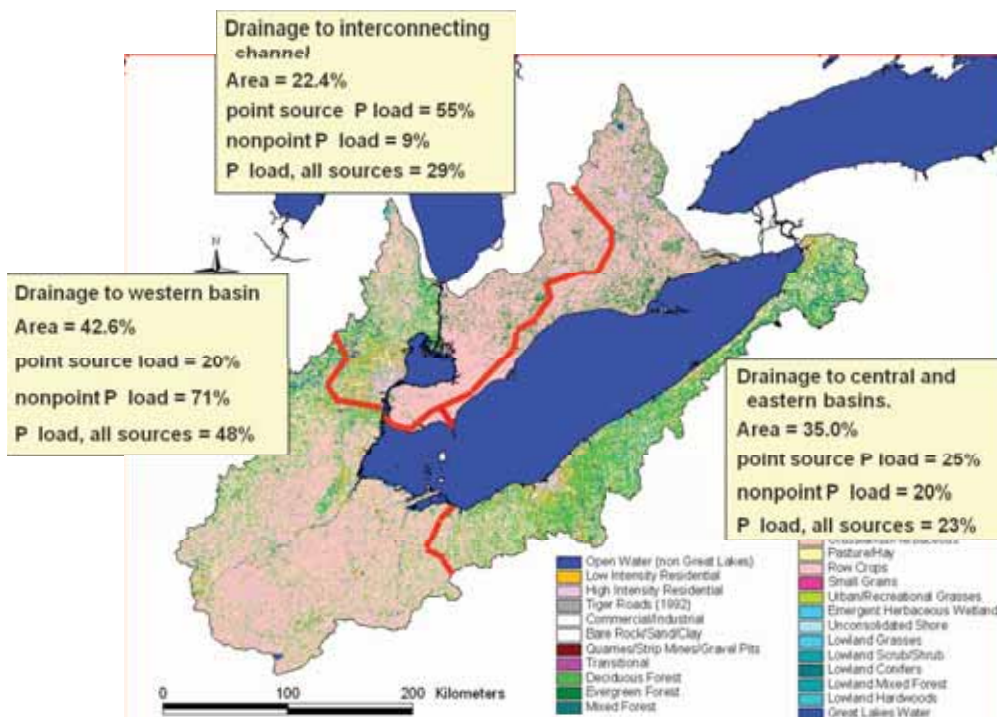 Drainage to interconnecting
channel
Area = 22.4%
point source P load = 55%
nonpoint P load = 9%
P load, all sources = 29%
N
Drainage to western basin
Area = 42.6%
point source load = 20%
nonpoint P load = 71%
P load, all sources = 48%
Drainage to central and
eastern basins.
Area = 35.0%
point source P load = 25%
nonpoint P load = 20%
P load, all sources = 23%
Open Water (non Great Lakes)
Low Intensity Residential
High Intensity Residential
Tiger Roads (1992)
Commercial/Industrial
Bare Rock/Sand/Clay
Quarries/Strip Mines/Gravel Pits
Transitional
Deciduous Forest
Evergreen Forest
Mixed Forest
Pasture/Hay
Row Crops
Small Grains
Urban/Recreational Grasses
Emergent Herbaceous Wetland
Unconsolidated Shore
Lowland Grasses
Lowland Scrub/Shrub
Lowland Conifers
Lowland Mixed Forest
Lowland Hardwoods
Great Lakes Water
0 100 200 Kilometers